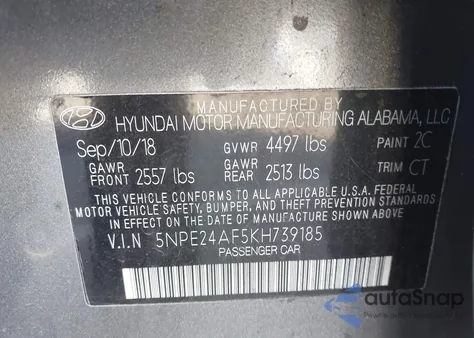 MANUFACTURED BY
HYUNDAI MOTOR MANUFACTURING ALABAMA, LLC
Sep/10/18 GVWR 4497 lbs PAINT 2C
GAWR FRONT 2557 lbs GAWR REAR 2513 lbs TRIM CT
THIS VEHICLE CONFORMS TO ALL APPLICABLE U.S.A. FEDERAL
MOTOR VEHICLE SAFETY, BUMPER, AND THEFT PREVENTION STANDARDS
IN EFFECT ON THE DATE OF MANUFACTURE SHOWN ABOVE.
V.I.N 5NPE24AF5KH739185
PASSENGER CAR
autoSnap